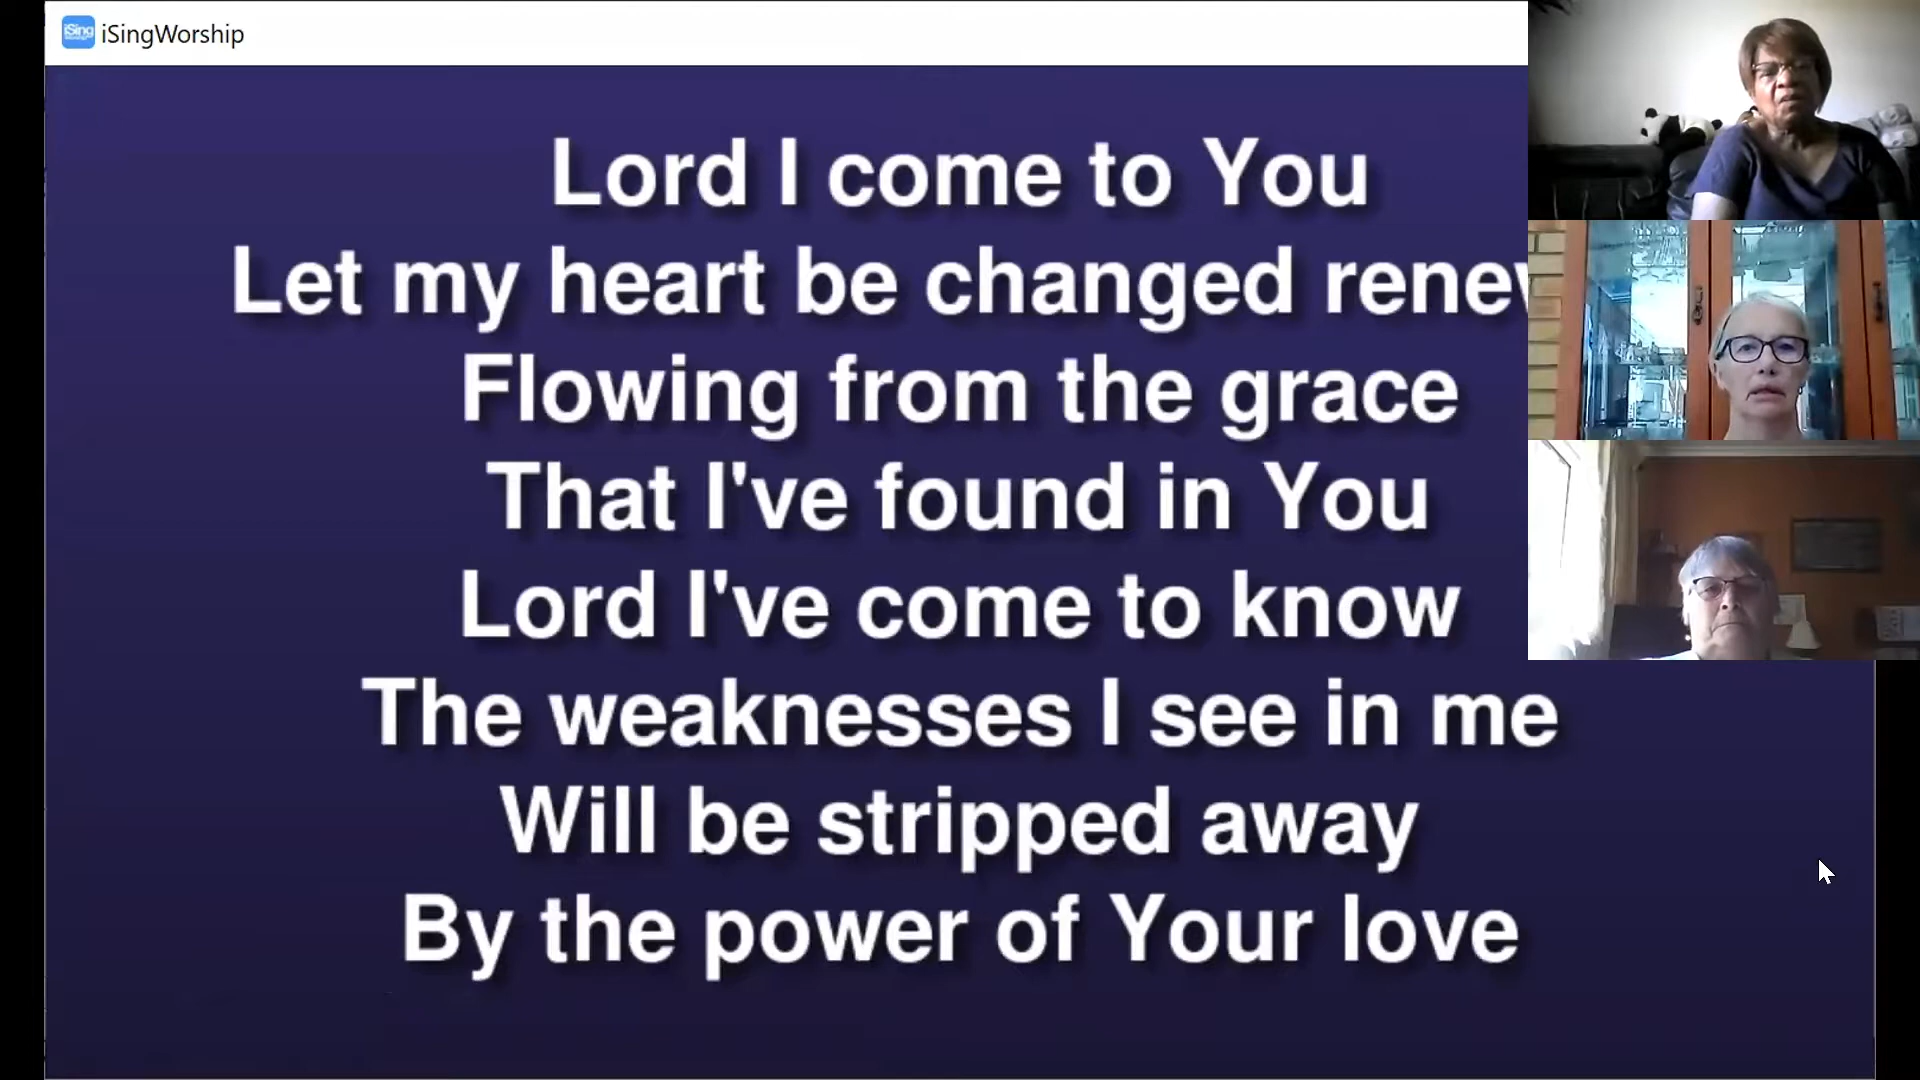 iSing
iSingWorship
Lord I come to You
Let my heart be changed
Flowing from the grace
That I've found in You
Lord I've come to know
The weaknesses I see in me
Will be stripped away
By the power of Your love